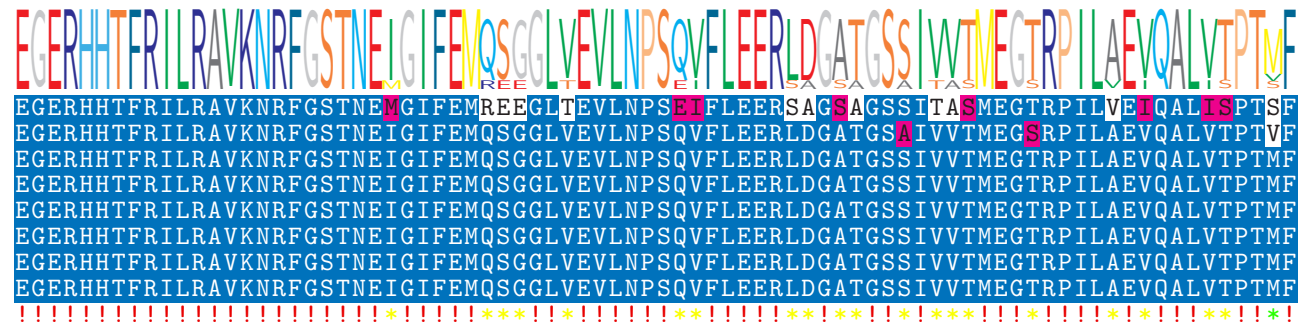 EGERHHTFRILRAVKNRFGSTNEIGIFEMQSGGLVEVLNPSQVFLEERLDGATGSSIVVTMEGTRPILAEVQALVTPTMF
EGERHHTFRILRAVKNRFGSTNEMGIFEMREEGLTEVLNPSEIFLEERSAGSAGSSITASMEGTRPILVEIQALISPTSF
EGERHHTFRILRAVKNRFGSTNEIGIFEMQSGGLVEVLNPSQVFLEERLDGATGSAIVVTMEGSRPILAEVQALVTPTVF
EGERHHTFRILRAVKNRFGSTNEIGIFEMQSGGLVEVLNPSQVFLEERLDGATGSSIVVTMEGTRPILAEVQALVTPTMF
EGERHHTFRILRAVKNRFGSTNEIGIFEMQSGGLVEVLNPSQVFLEERLDGATGSSIVVTMEGTRPILAEVQALVTPTMF
EGERHHTFRILRAVKNRFGSTNEIGIFEMQSGGLVEVLNPSQVFLEERLDGATGSSIVVTMEGTRPILAEVQALVTPTMF
EGERHHTFRILRAVKNRFGSTNEIGIFEMQSGGLVEVLNPSQVFLEERLDGATGSSIVVTMEGTRPILAEVQALVTPTMF
EGERHHTFRILRAVKNRFGSTNEIGIFEMQSGGLVEVLNPSQVFLEERLDGATGSSIVVTMEGTRPILAEVQALVTPTMF
EGERHHTFRILRAVKNRFGSTNEIGIFEMQSGGLVEVLNPSQVFLEERLDGATGSSIVVTMEGTRPILAEVQALVTPTMF
!!!!!!!!!!!!!!!!!!!!!!!*!!!!!***!!*!!!!!!**!!!!!**!**!!*!***!!!*!!!!*!*!!!**!!*!